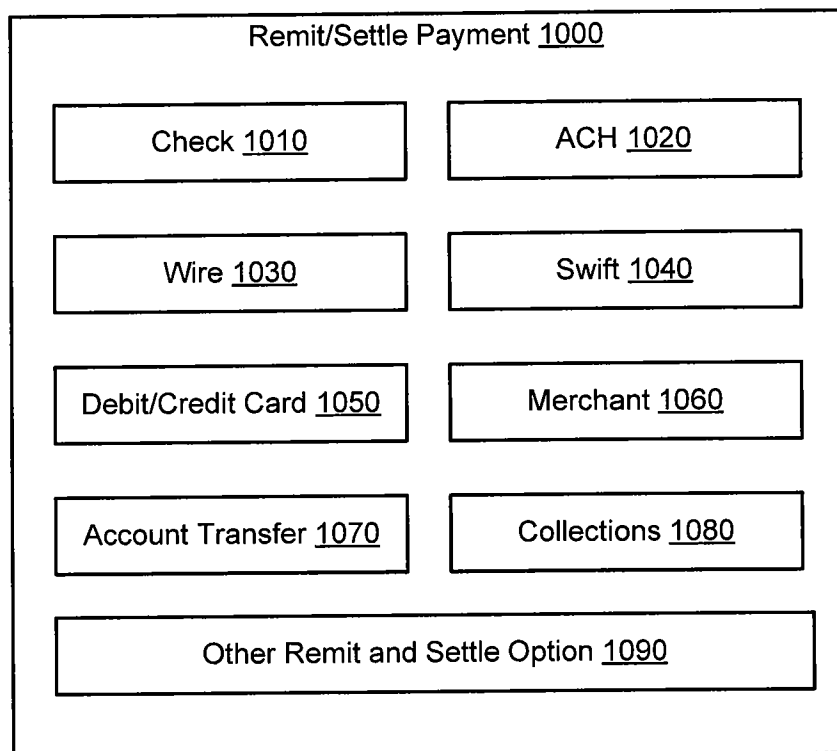 Remit/Settle Payment 1000
Check 1010
ACH 1020
Wire 1030
Swift 1040
Debit/Credit Card 1050
Merchant 1060
Account Transfer 1070
Collections 1080
Other Remit and Settle Option 1090